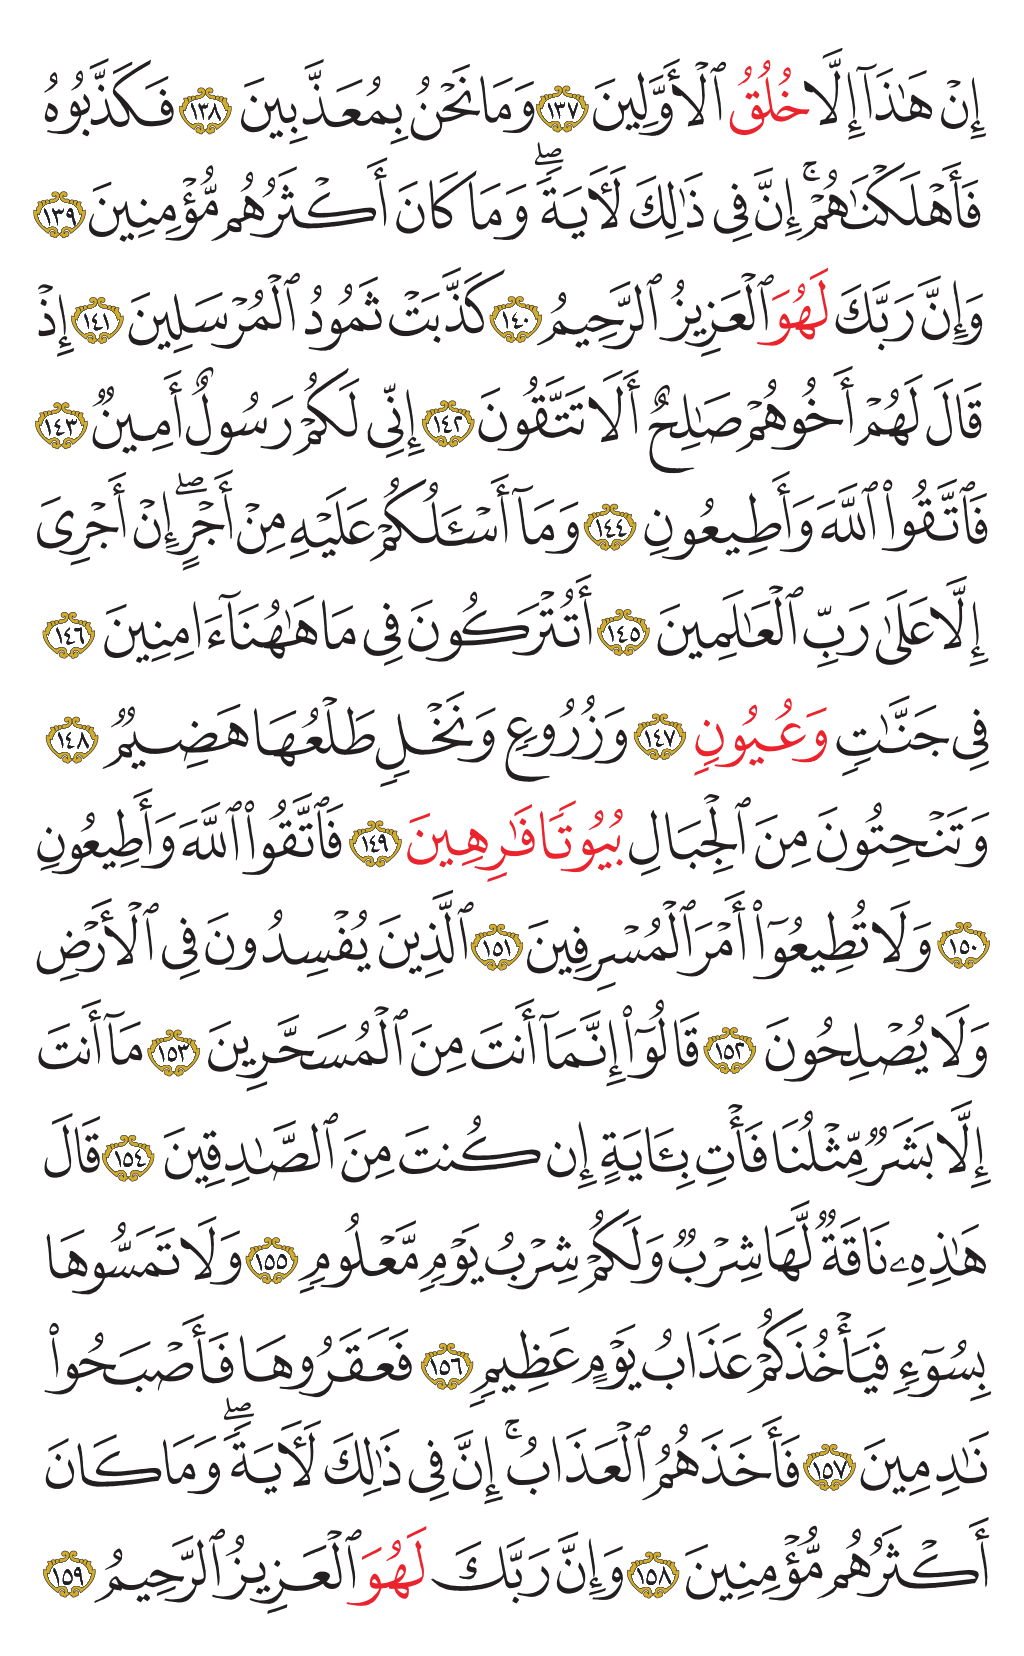 إِنْ هَـٰذَآ إِلَّا خُلُقُ ٱلْأَوَّلِينَ ١٣٧ وَمَا نَحْنُ بِمُعَذَّبِينَ ١٣٨ فَكَذَّبُوهُ
فَأَهْلَكْنَـٰهُمْ ۚ إِنَّ فِى ذَٰلِكَ لَـَٔايَةً ۖ وَمَا كَانَ أَكْثَرُهُم مُّؤْمِنِينَ ١٣٩
وَإِنَّ رَبَّكَ لَهُوَ ٱلْعَزِيزُ ٱلرَّحِيمُ ١٤٠ كَذَّبَتْ ثَمُودُ ٱلْمُرْسَلِينَ ١٤١ إِذْ
قَالَ لَهُمْ أَخُوهُمْ صَـٰلِحٌ أَلَا تَتَّقُونَ ١٤٢ إِنِّى لَكُمْ رَسُولٌ أَمِينٌ ١٤٣
فَٱتَّقُوا۟ ٱللَّهَ وَأَطِيعُونِ ١٤٤ وَمَآ أَسْـَٔلُكُمْ عَلَيْهِ مِنْ أَجْرٍ ۖ إِنْ أَجْرِىَ
إِلَّا عَلَىٰ رَبِّ ٱلْعَـٰلَمِينَ ١٤٥ أَتُتْرَكُونَ فِى مَا هَـٰهُنَآ ءَامِنِينَ ١٤٦
فِى جَنَّـٰتٍ وَعُيُونٍ ١٤٧ وَزُرُوعٍ وَنَخْلٍ طَلْعُهَا هَضِيمٌ ١٤٨
وَتَنْحِتُونَ مِنَ ٱلْجِبَالِ بُيُوتًا فَـٰرِهِينَ ١٤٩ فَٱتَّقُوا۟ ٱللَّهَ وَأَطِيعُونِ
١٥٠ وَلَا تُطِيعُوٓا۟ أَمْرَ ٱلْمُسْرِفِينَ ١٥١ ٱلَّذِينَ يُفْسِدُونَ فِى ٱلْأَرْضِ
وَلَا يُصْلِحُونَ ١٥٢ قَالُوٓا۟ إِنَّمَآ أَنتَ مِنَ ٱلْمُسَحَّرِينَ ١٥٣ مَآ أَنتَ
إِلَّا بَشَرٌ مِّثْلُنَا فَأْتِ بِـَٔايَةٍ إِن كُنتَ مِنَ ٱلصَّـٰدِقِينَ ١٥٤ قَالَ
هَـٰذِهِۦ نَاقَةٌ لَّهَا شِرْبٌ وَلَكُمْ شِرْبُ يَوْمٍ مَّعْلُومٍ ١٥٥ وَلَا تَمَسُّوهَا
بِسُوٓءٍ فَيَأْخُذَكُمْ عَذَابُ يَوْمٍ عَظِيمٍ ١٥٦ فَعَقَرُوهَا فَأَصْبَحُوا۟
نَـٰدِمِينَ ١٥٧ فَأَخَذَهُمُ ٱلْعَذَابُ ۚ إِنَّ فِى ذَٰلِكَ لَـَٔايَةً ۖ وَمَا كَانَ
أَكْثَرُهُم مُّؤْمِنِينَ ١٥٨ وَإِنَّ رَبَّكَ لَهُوَ ٱلْعَزِيزُ ٱلرَّحِيمُ ١٥٩